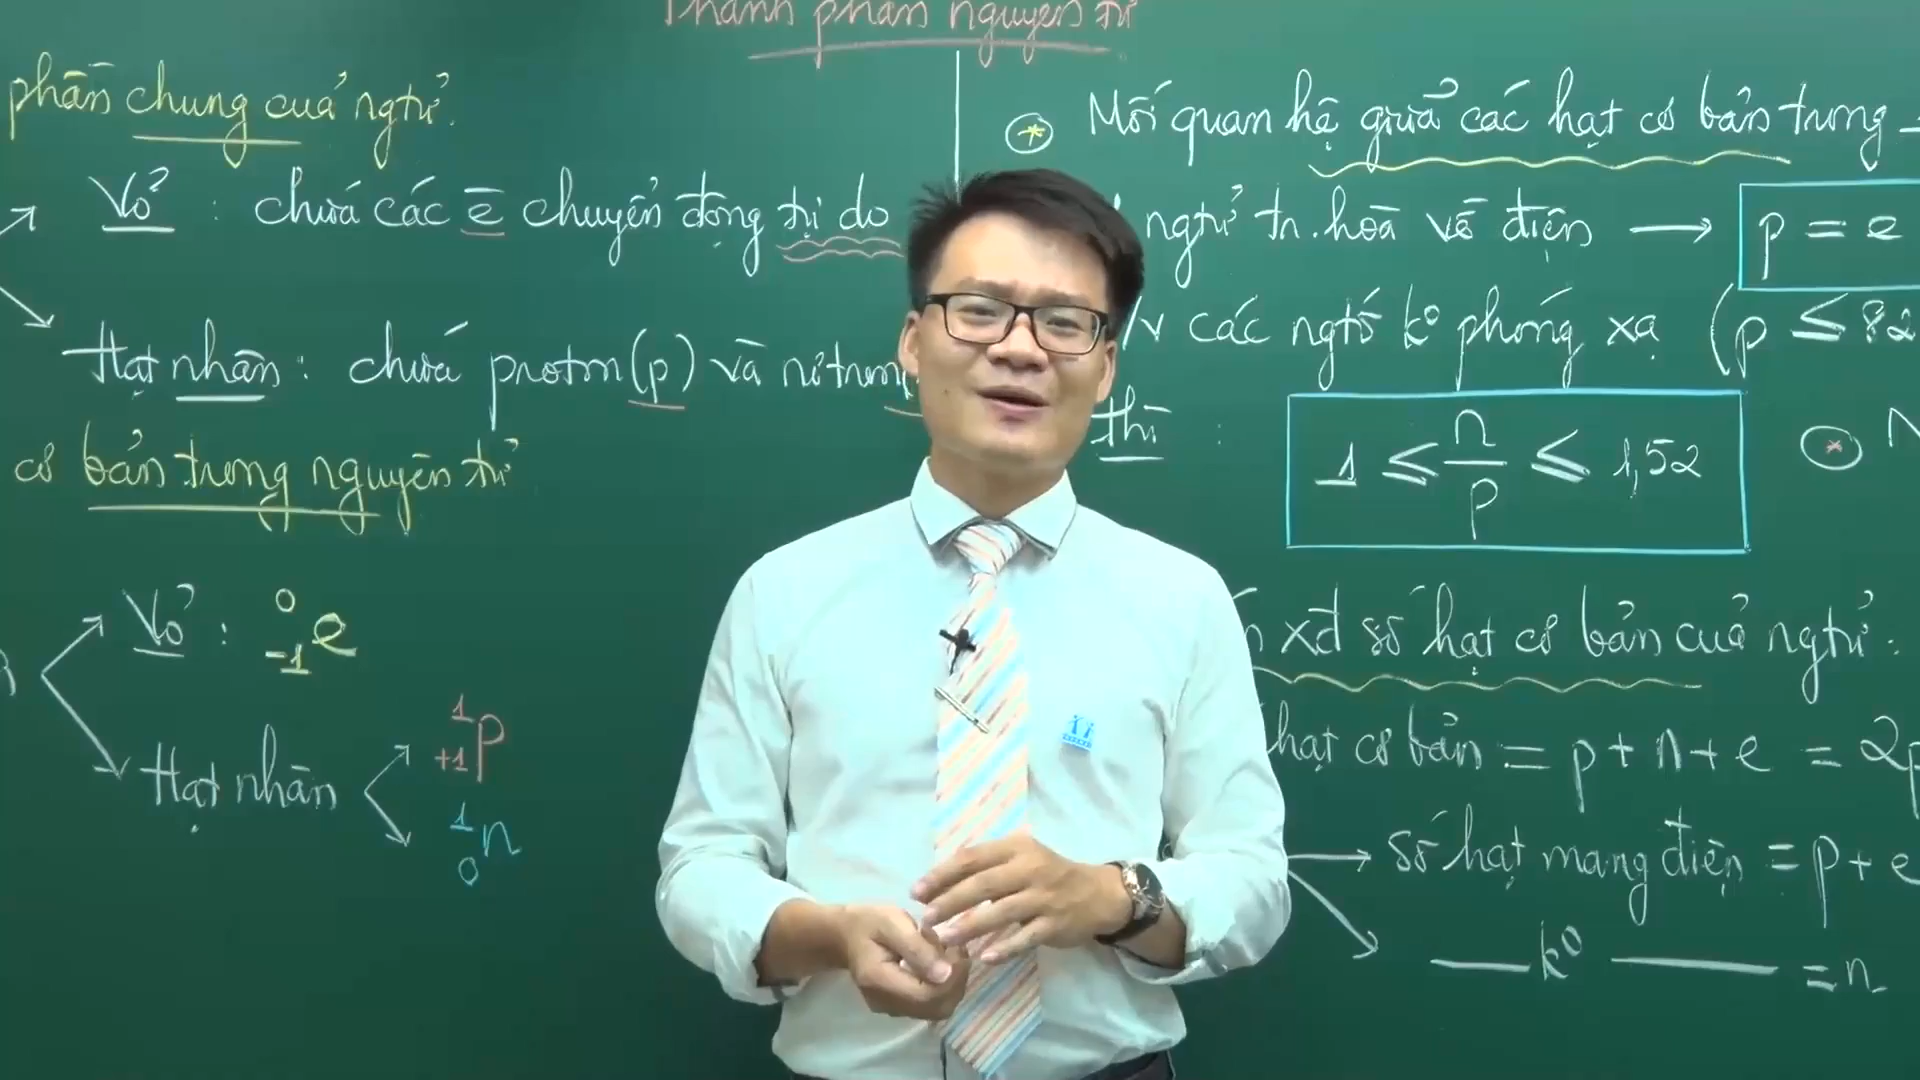 Thành phần nguyên tử
phần chung của ngtử.
Vỏ : chứa các e chuyển động tự do
Hạt nhân : chứa proton (p) và nơtron
cơ bản trong nguyên tử
Vỏ : 0 -1 e
Hạt nhân
1 +1 p
1 0 n
* Mối quan hệ giữa các hạt cơ bản trong
ngtử tr.hoà về điện → p = e
/v các ngtố ko phóng xạ (p ≤ 82
thì : 1 ≤ n/p ≤ 1,52
*
xđ số hạt cơ bản của ngtử :
hạt cơ bản = p + n + e = 2p
số hạt mang điện = p + e
— ko — = n